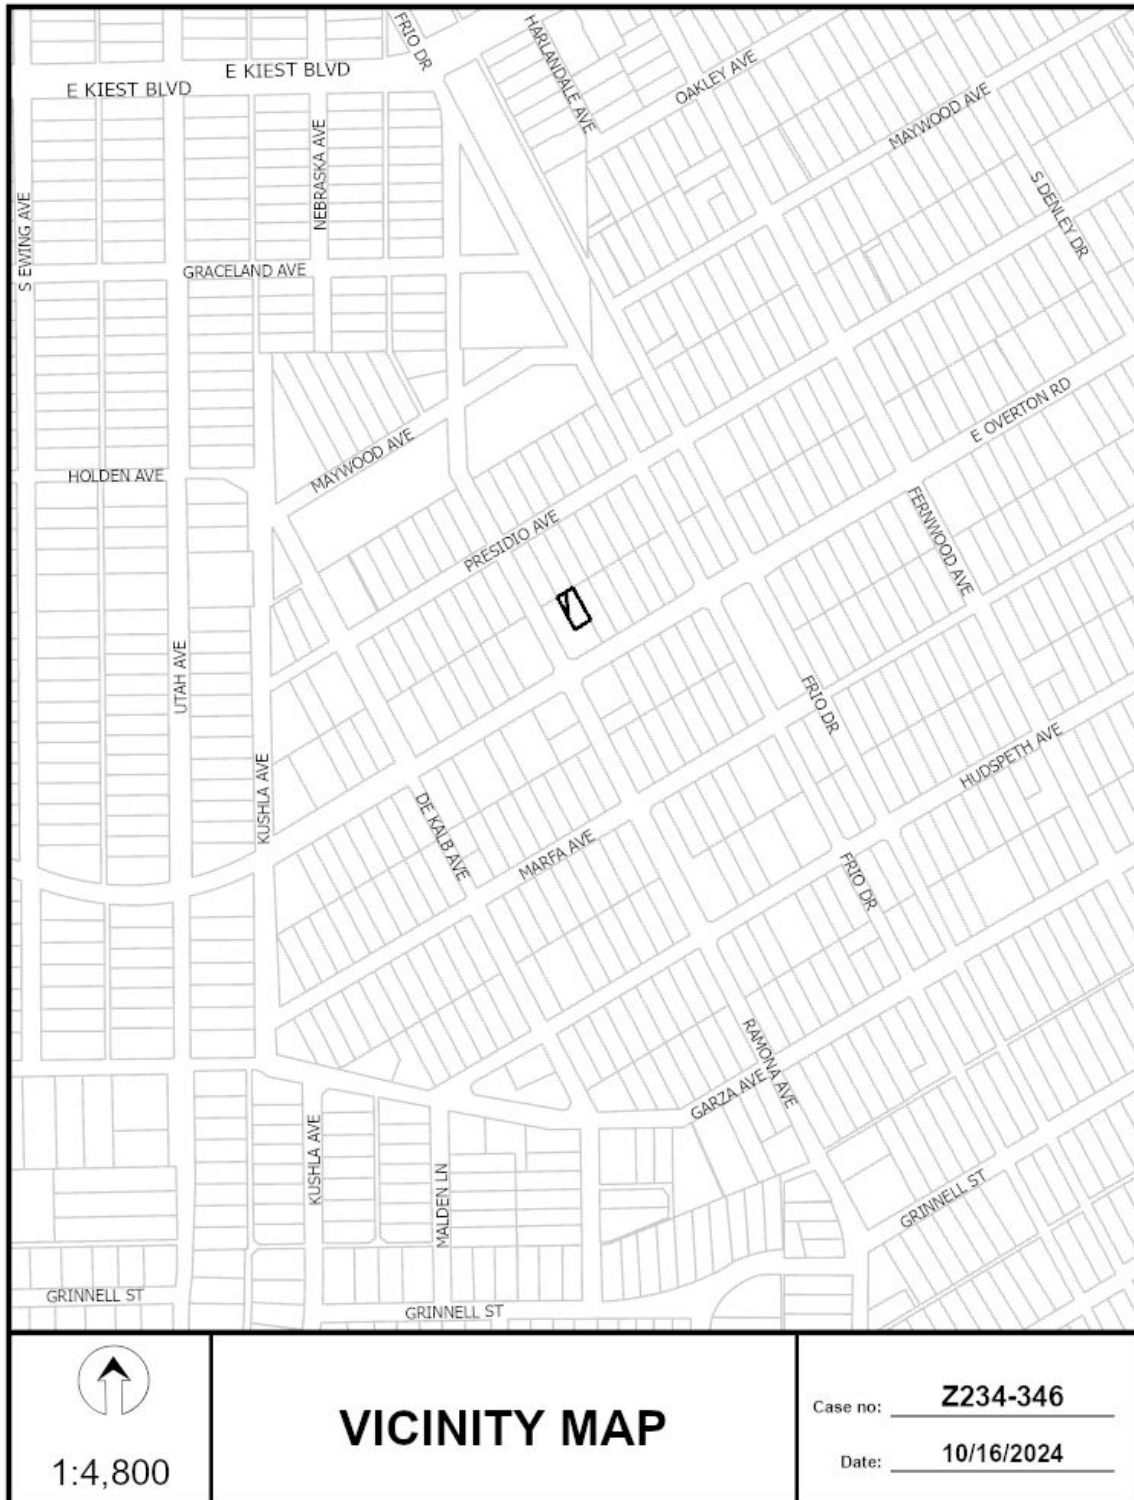 FRIO DR
HARLANDALE AVE
E KIEST BLVD
E KIEST BLVD
OAKLEY AVE
MAYWOOD AVE
NEBRASKA AVE
S EWING AVE
S DENLEY DR
GRACELAND AVE
E OVERTON RD
MAYWOOD AVE
HOLDEN AVE
PRESIDIO AVE
FERNWOOD AVE
UTAH AVE
FRIO DR
KUSHLA AVE
HUDSPETH AVE
DE KALB AVE
MARFA AVE
FRIO DR
RAMONA AVE
GARZA AVE
KUSHLA AVE
MALDEN LN
GRINNELL ST
GRINNELL ST
GRINNELL ST
1:4,800
VICINITY MAP
Case no: Z234-346
Date: 10/16/2024